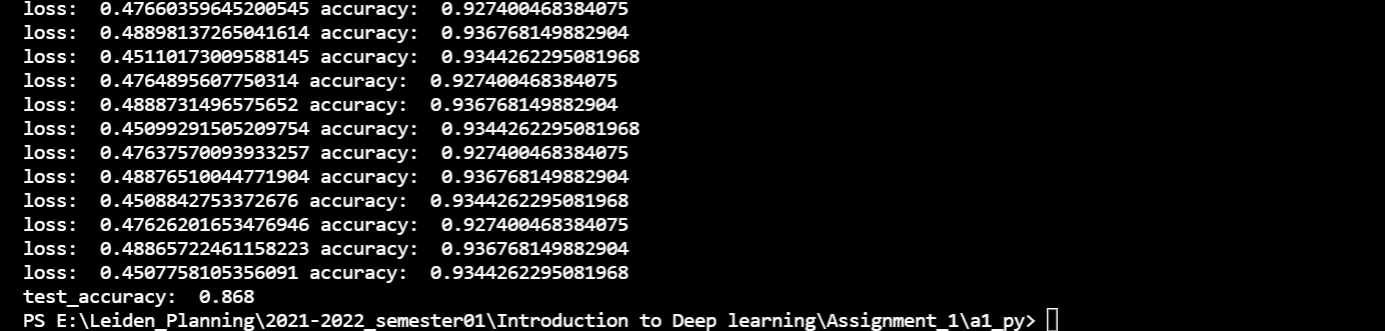 loss:  0.47660359645200545 accuracy:  0.927400468384075
loss:  0.48898137265041614 accuracy:  0.936768149882904
loss:  0.45110173009588145 accuracy:  0.9344262295081968
loss:  0.4764895607750314 accuracy:  0.927400468384075
loss:  0.4888731496575652 accuracy:  0.936768149882904
loss:  0.45099291505209754 accuracy:  0.9344262295081968
loss:  0.47637570093933257 accuracy:  0.927400468384075
loss:  0.48876510044771904 accuracy:  0.936768149882904
loss:  0.4508842753372676 accuracy:  0.9344262295081968
loss:  0.47626201653476946 accuracy:  0.927400468384075
loss:  0.48865722461158223 accuracy:  0.936768149882904
loss:  0.4507758105356091 accuracy:  0.9344262295081968
test_accuracy:  0.868
PS E:\Leiden_Planning\2021-2022_semester01\Introduction to Deep learning\Assignment_1\a1_py>